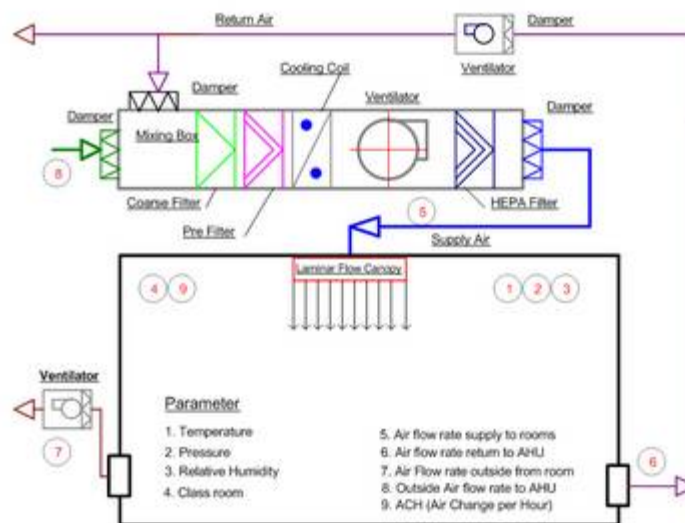 Return Air
Damper
Ventilator
Cooling Coil
Damper
Ventilator
Damper
Damper
Mixing Box
8
Coarse Filter
HEPA Filter
Pre Filter
5
Supply Air
Laminar Flow Canopy
4 9
1 2 3
Ventilator
7
6
Parameter
1. Temperature
2. Pressure
3. Relative Humidity
4. Class room
5. Air flow rate supply to rooms
6. Air flow rate return to AHU
7. Air Flow rate outside from room
8. Outside Air flow rate to AHU
9. ACH (Air Change per Hour)